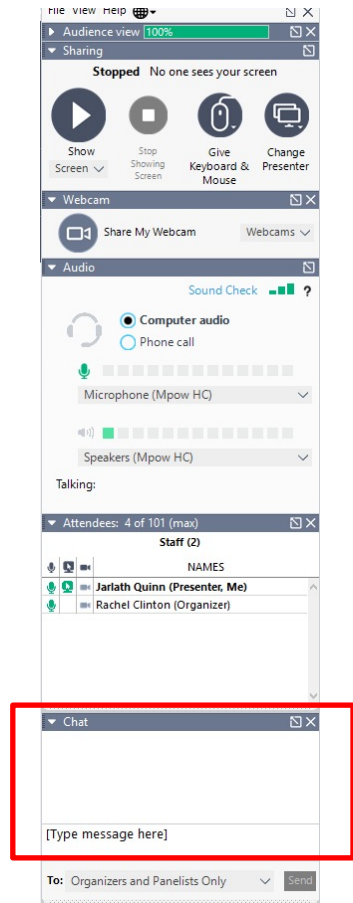 File View Help
Audience view 100%
Sharing
Stopped No one sees your screen
Show
Screen
Stop
Showing
Screen
Give
Keyboard &
Mouse
Change
Presenter
Webcam
Share My Webcam Webcams
Audio
Sound Check ?
Computer audio
Phone call
Microphone (Mpow HC)
Speakers (Mpow HC)
Talking:
Attendees: 4 of 101 (max)
Staff (2)
NAMES
Jarlath Quinn (Presenter, Me)
Rachel Clinton (Organizer)
Chat
[Type message here]
To: Organizers and Panelists Only Send